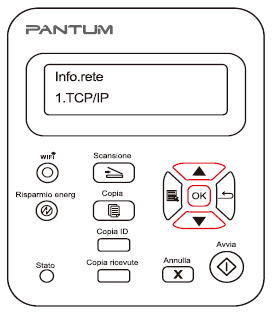 PANTUM
Info.rete
1.TCP/IP
WiFi
Scansione
Risparmio energ
Copia
OK
Copia ID
Avvia
Stato
Copia ricevute
Annulla
X